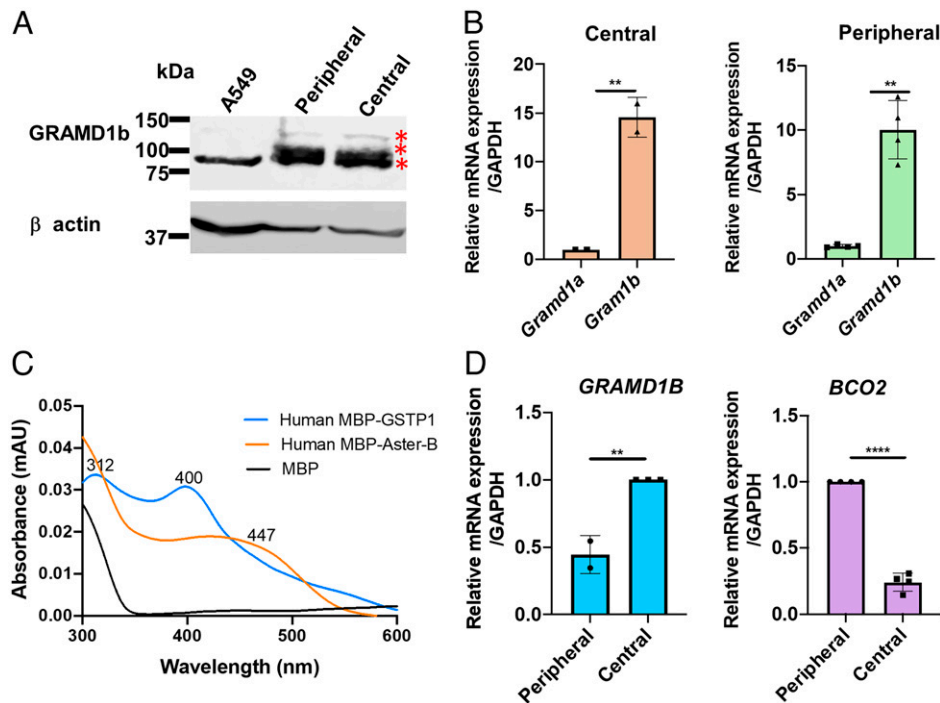 A
kDa
A549
Peripheral
Central
GRAMD1b
150
100
75
*
*
*
β actin
37
B
Central
Relative mRNA expression
/GAPDH
20
15
10
5
0
**
Gramd1a
Gram1b
Peripheral
Relative mRNA expression
/GAPDH
15
10
5
0
**
Gramd1a
Gramd1b
C
Absorbance (mAU)
0.05
0.04
0.03
0.02
0.01
0.00
312
400
447
Human MBP-GSTP1
Human MBP-Aster-B
MBP
300
400
500
600
Wavelength (nm)
D
GRAMD1B
Relative mRNA expression
/GAPDH
1.5
1.0
0.5
0.0
**
Peripheral
Central
BCO2
Relative mRNA expression
/GAPDH
1.5
1.0
0.5
0.0
****
Peripheral
Central